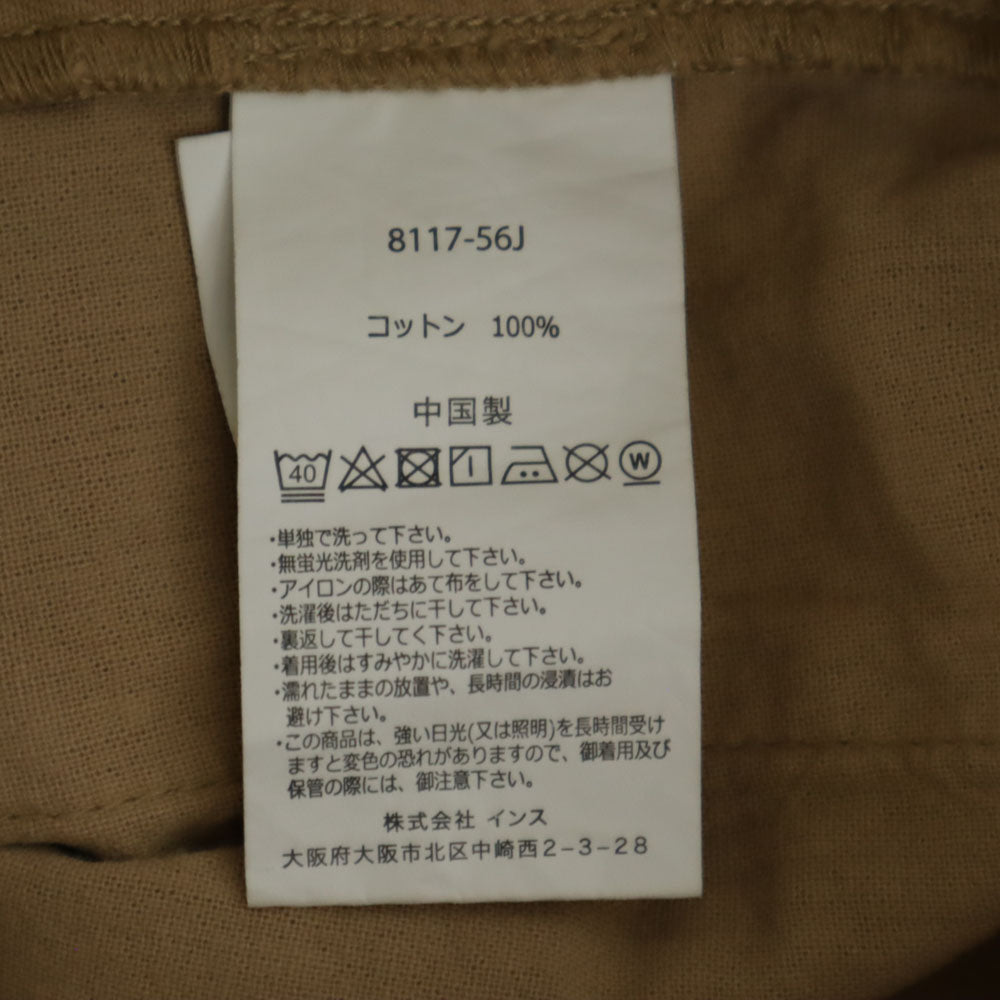 8117-56J
コットン 100%
中国製
40 W
・単独で洗って下さい。
・無蛍光洗剤を使用して下さい。
・アイロンの際はあて布をして下さい。
・洗濯後はただちに干して下さい。
・裏返して干してく下さい。
・着用後はすみやかに洗濯して下さい。
・濡れたままの放置や、長時間の浸漬はお
避け下さい。
・この商品は、強い日光(又は照明)を長時間受け
ますと変色の恐れがありますので、御着用及び
保管の際には、御注意下さい。
株式会社 インス
大阪府大阪市北区中崎西2-3-28